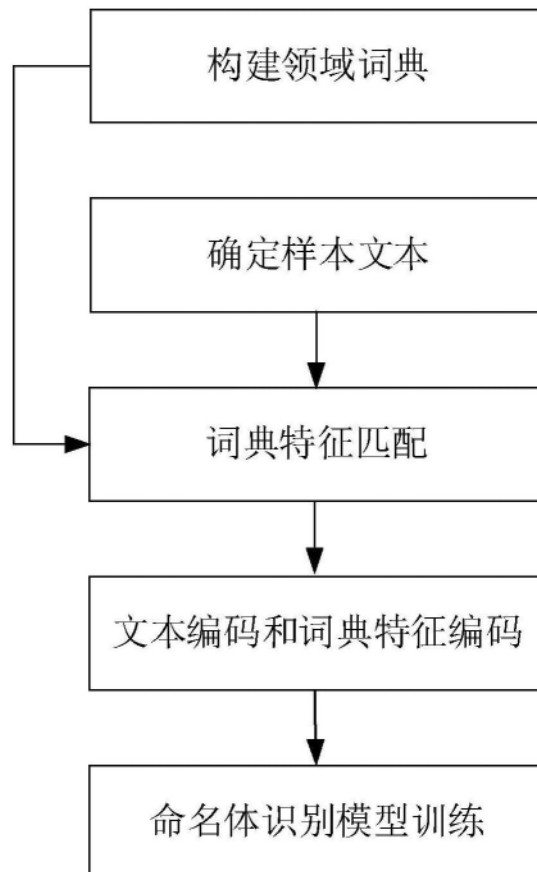 构建领域词典
确定样本文本
词典特征匹配
文本编码和词典特征编码
命名体识别模型训练